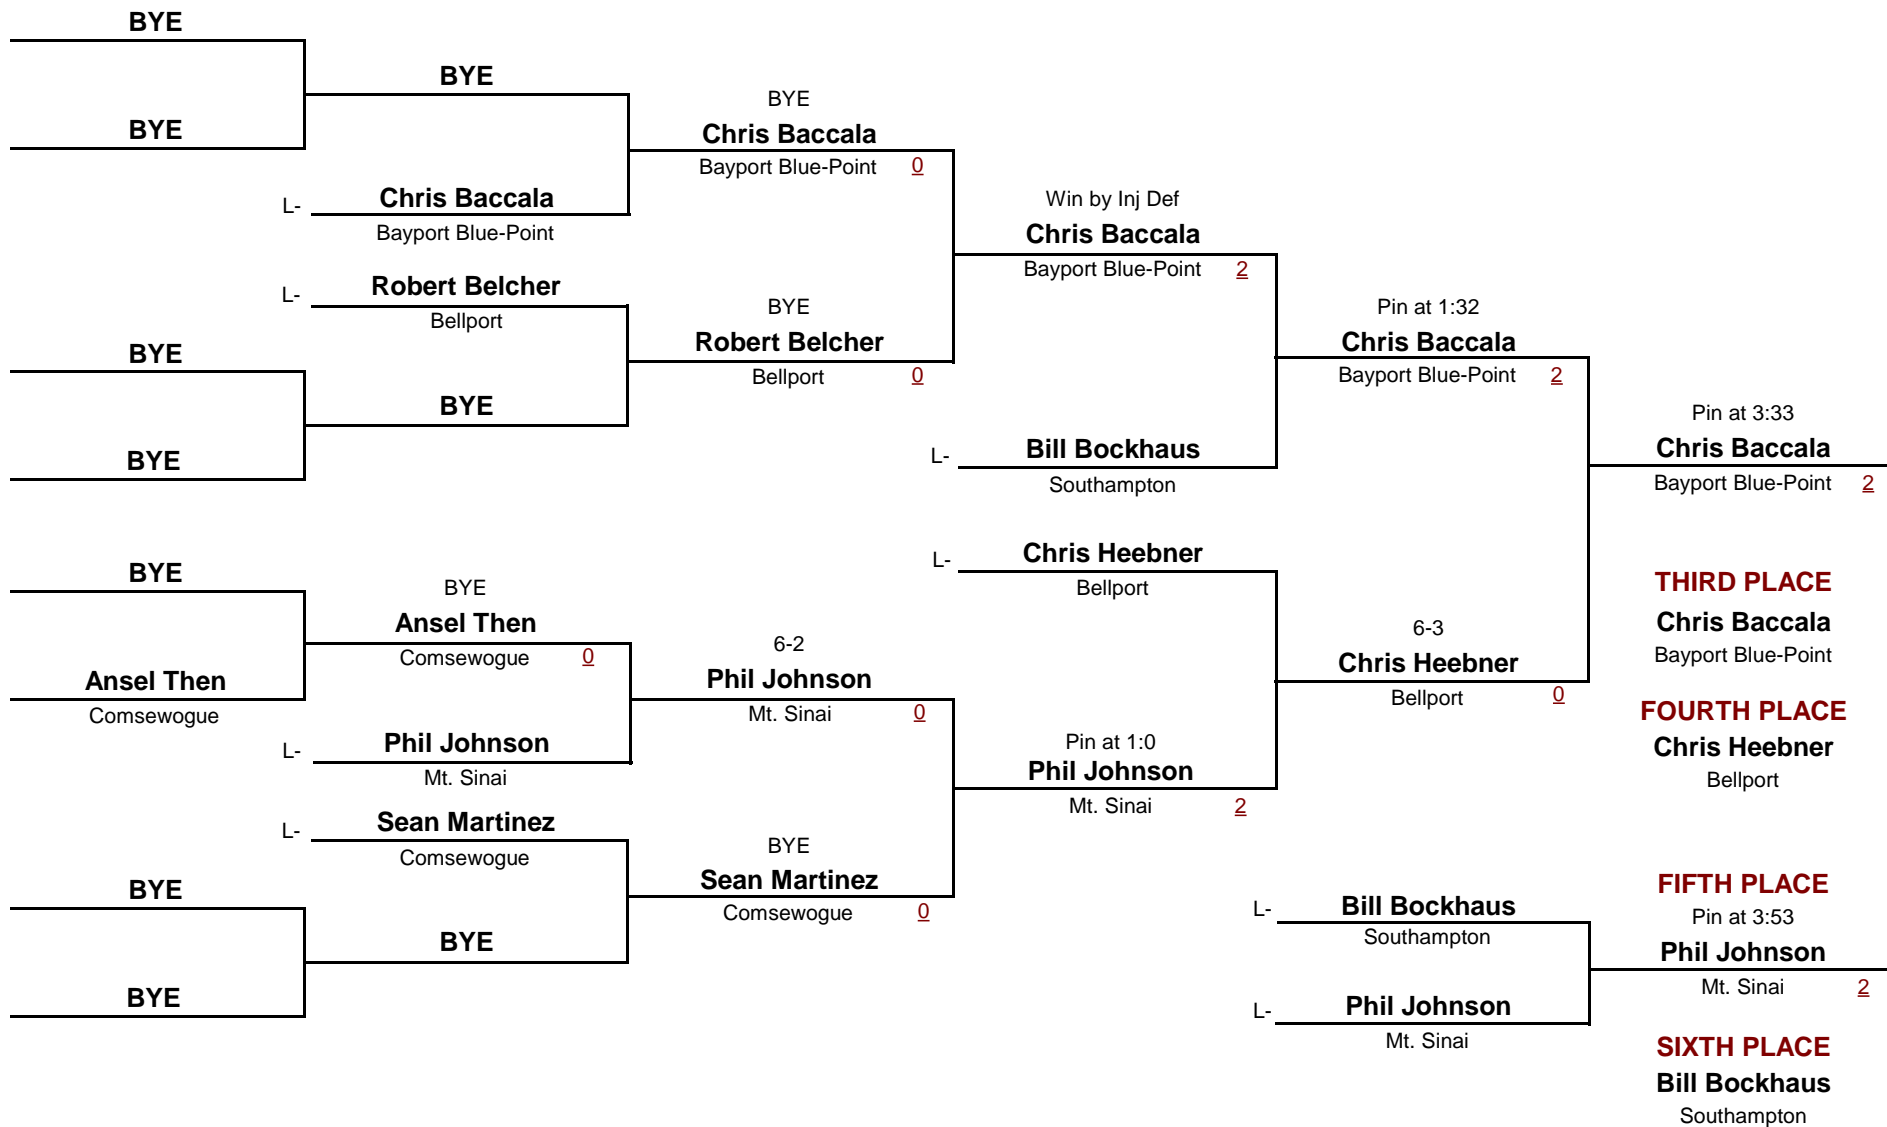 BYE
BYE
BYE
Chris Baccala
BYE
Bayport Blue-Point 0
L- Chris Baccala
Bayport Blue-Point
Win by Inj Def
Chris Baccala
Bayport Blue-Point 2
L- Robert Belcher
Bellport
BYE
Robert Belcher
Bellport 0
BYE
BYE
BYE
Pin at 1:32
Chris Baccala
Bayport Blue-Point 2
L- Bill Bockhaus
Southampton
Pin at 3:33
Chris Baccala
Bayport Blue-Point 2
BYE
BYE
Ansel Then
Comsewogue 0
Ansel Then
Comsewogue
6-2
Phil Johnson
Mt. Sinai 0
L- Phil Johnson
Mt. Sinai
L- Chris Heebner
Bellport
6-3
Chris Heebner
Bellport 0
THIRD PLACE
Chris Baccala
Bayport Blue-Point
FOURTH PLACE
Chris Heebner
Bellport
Pin at 1:0
Phil Johnson
Mt. Sinai 2
L- Sean Martinez
Comsewogue
BYE
Sean Martinez
Comsewogue 0
BYE
BYE
BYE
L- Bill Bockhaus
Southampton
L- Phil Johnson
Mt. Sinai
FIFTH PLACE
Pin at 3:53
Phil Johnson
Mt. Sinai 2
SIXTH PLACE
Bill Bockhaus
Southampton